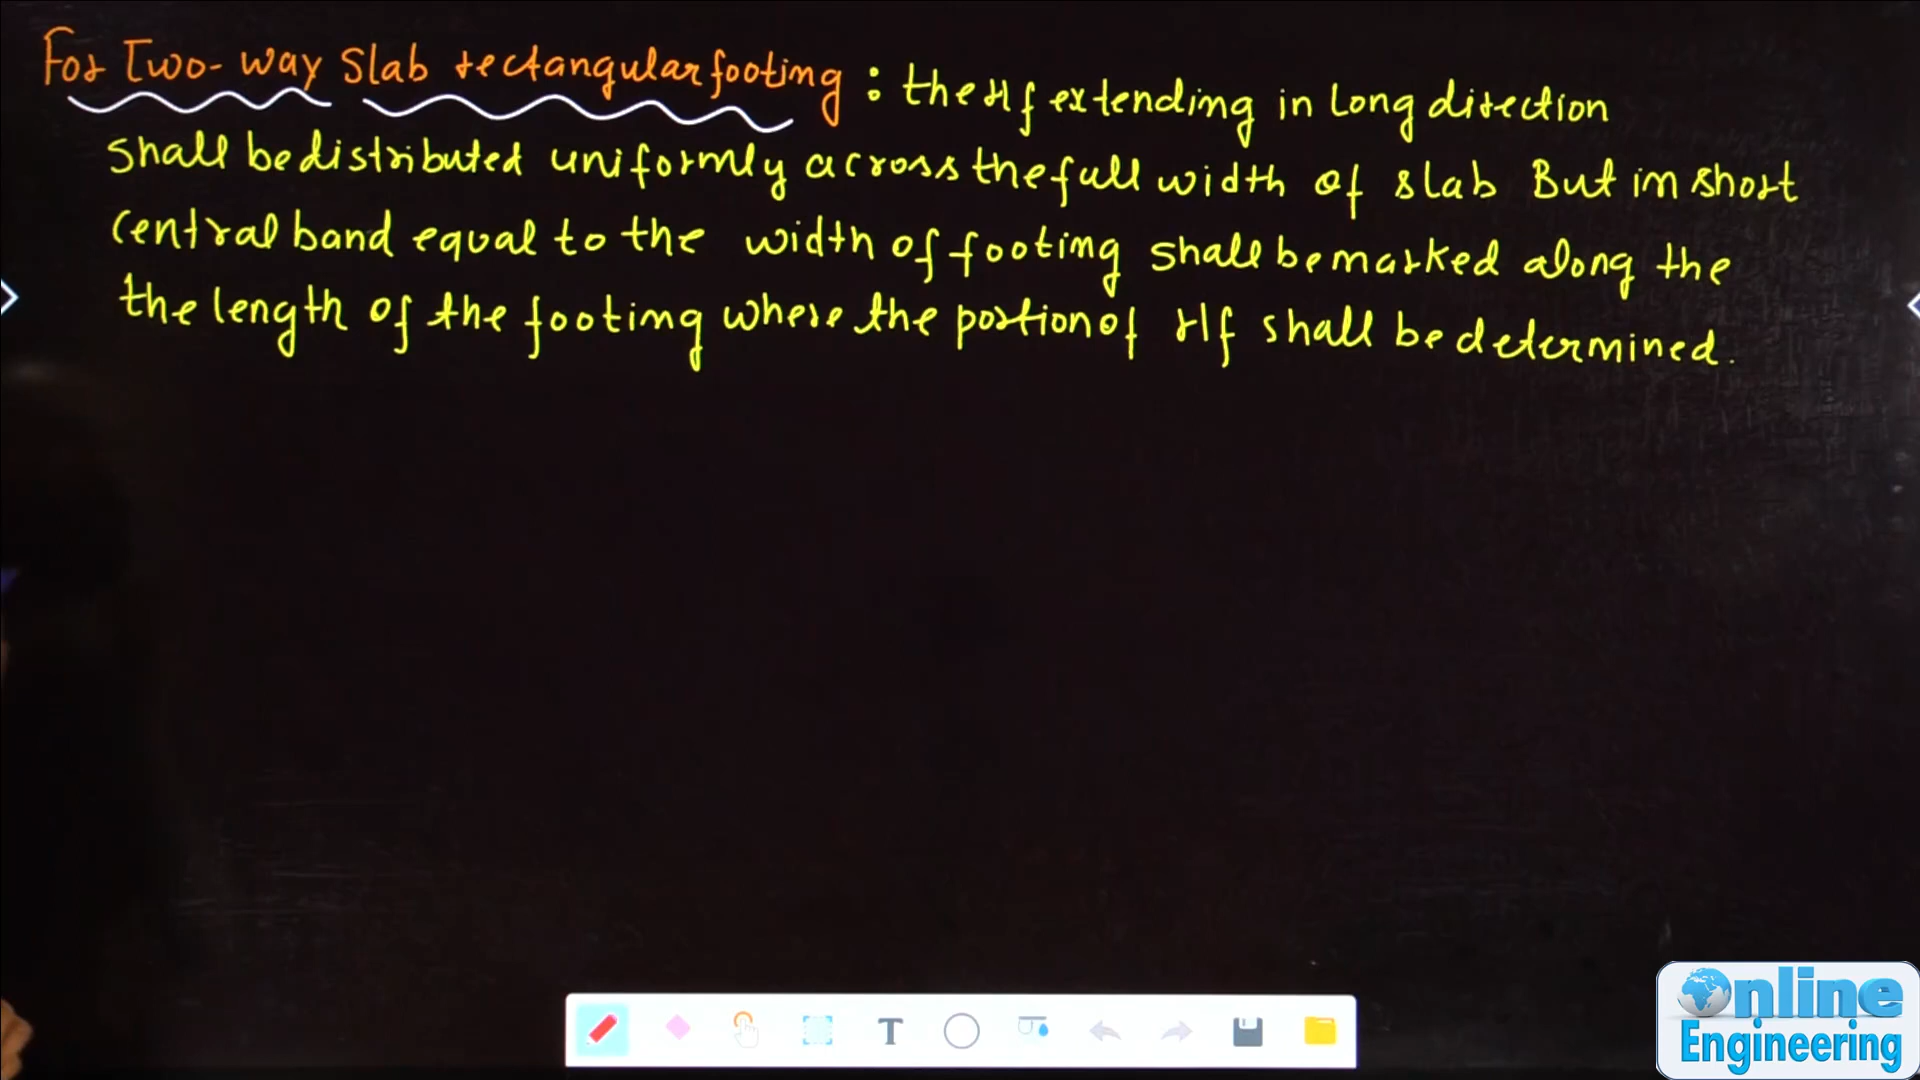 For Two-way Slab rectangular footing : the r/f extending in Long direction
shall be distributed uniformly across the full width of slab But in short
central band equal to the width of footing shall be marked along the
the length of the footing where the portion of r/f shall be determined.
T
Online
Engineering